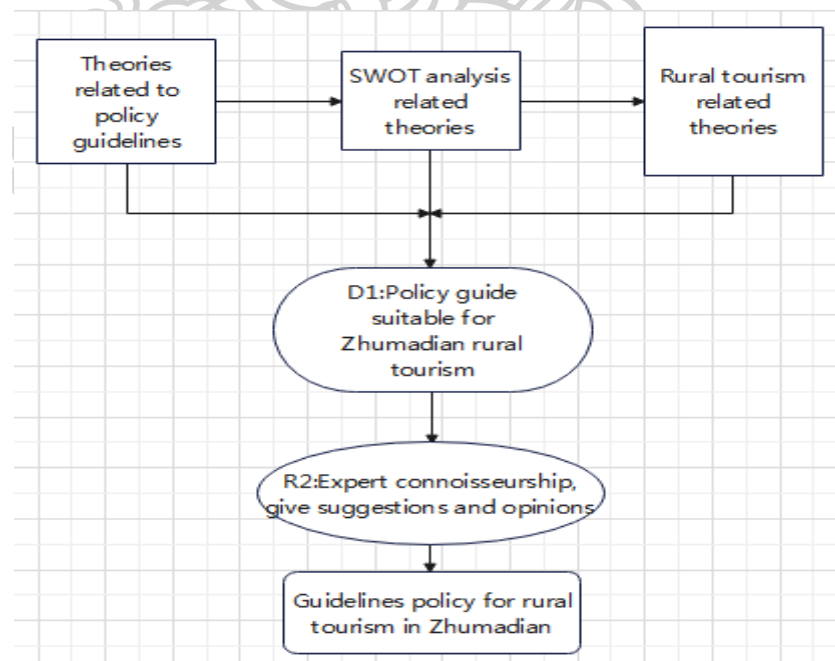 Theories
related to
policy
guidelines
SWOT analysis
related
theories
Rural tourism
related
theories
D1:Policy guide
suitable for
Zhumadian rural
tourism
R2:Expert connoisseurship,
give suggestions and opinions
Guidelines policy for rural
tourism in Zhumadian